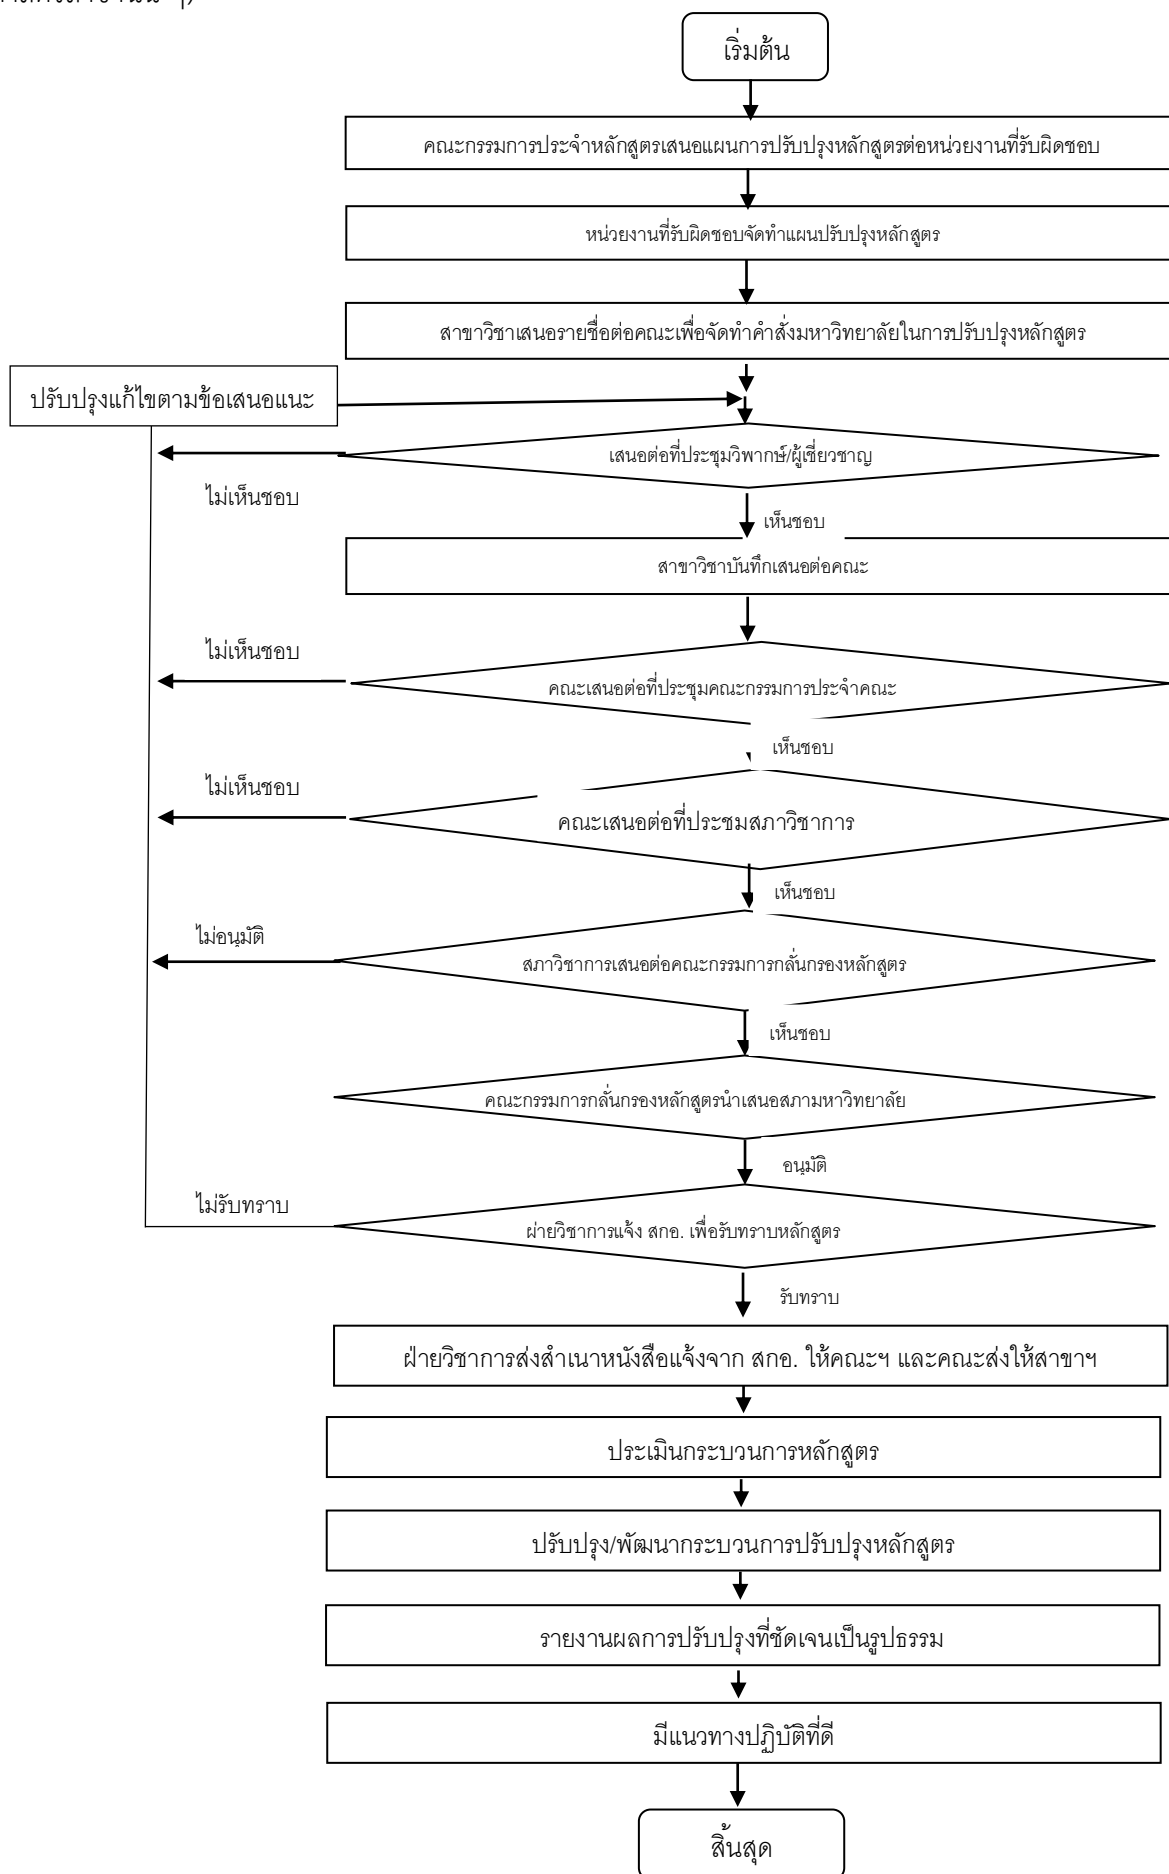 เริ่มต้น
คณะกรรมการประจำหลักสูตรเสนอแผนการปรับปรุงหลักสูตรต่อหน่วยงานที่รับผิดชอบ
หน่วยงานที่รับผิดชอบจัดทำแผนปรับปรุงหลักสูตร
สาขาวิชาเสนอรายชื่อต่อคณะเพื่อจัดทำคำสั่งมหาวิทยาลัยในการปรับปรุงหลักสูตร
ปรับปรุงแก้ไขตามข้อเสนอแนะ
เสนอต่อที่ประชุมวิพากษ์/ผู้เชี่ยวชาญ
ไม่เห็นชอบ
เห็นชอบ
สาขาวิชาบันทึกเสนอต่อคณะ
ไม่เห็นชอบ
คณะเสนอต่อที่ประชุมคณะกรรมการประจำคณะ
เห็นชอบ
ไม่เห็นชอบ
คณะเสนอต่อที่ประชมสภาวิชาการ
เห็นชอบ
ไม่อนุมัติ
สภาวิชาการเสนอต่อคณะกรรมการกลั่นกรองหลักสูตร
เห็นชอบ
คณะกรรมการกลั่นกรองหลักสูตรนำเสนอสภามหาวิทยาลัย
อนุมัติ
ไม่รับทราบ
ฝ่ายวิชาการแจ้ง สกอ. เพื่อรับทราบหลักสูตร
รับทราบ
ฝ่ายวิชาการส่งสำเนาหนังสือแจ้งจาก สกอ. ให้คณะฯ และคณะส่งให้สาขาฯ
ประเมินกระบวนการหลักสูตร
ปรับปรุง/พัฒนากระบวนการปรับปรุงหลักสูตร
รายงานผลการปรับปรุงที่ชัดเจนเป็นรูปธรรม
มีแนวทางปฏิบัติที่ดี
สิ้นสุด